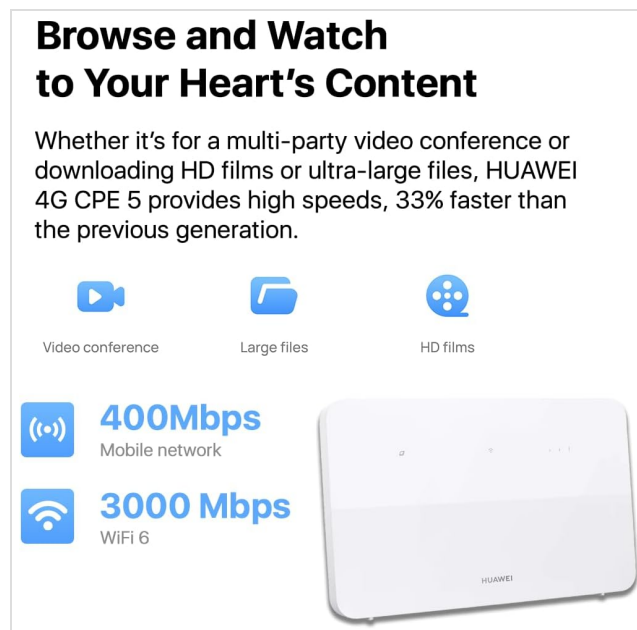 Browse and Watch
to Your Heart's Content
Whether it's for a multi-party video conference or
downloading HD films or ultra-large files, HUAWEI
4G CPE 5 provides high speeds, 33% faster than
the previous generation.
Video conference
Large files
HD films
400Mbps
Mobile network
3000 Mbps
WiFi 6
HUAWEI